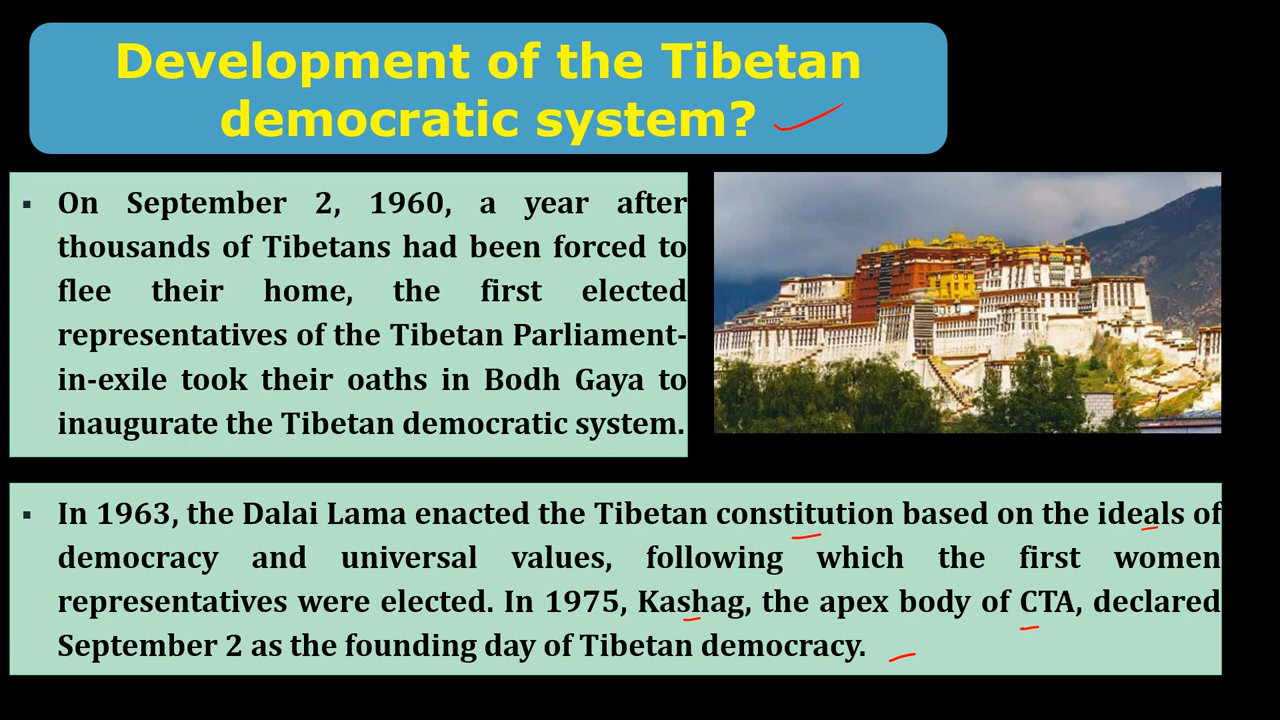 Development of the Tibetan
democratic system?
▪ On September 2, 1960, a year after
thousands of Tibetans had been forced to
flee their home, the first elected
representatives of the Tibetan Parliament-
in-exile took their oaths in Bodh Gaya to
inaugurate the Tibetan democratic system.
▪ In 1963, the Dalai Lama enacted the Tibetan constitution based on the ideals of
democracy and universal values, following which the first women
representatives were elected. In 1975, Kashag, the apex body of CTA, declared
September 2 as the founding day of Tibetan democracy.